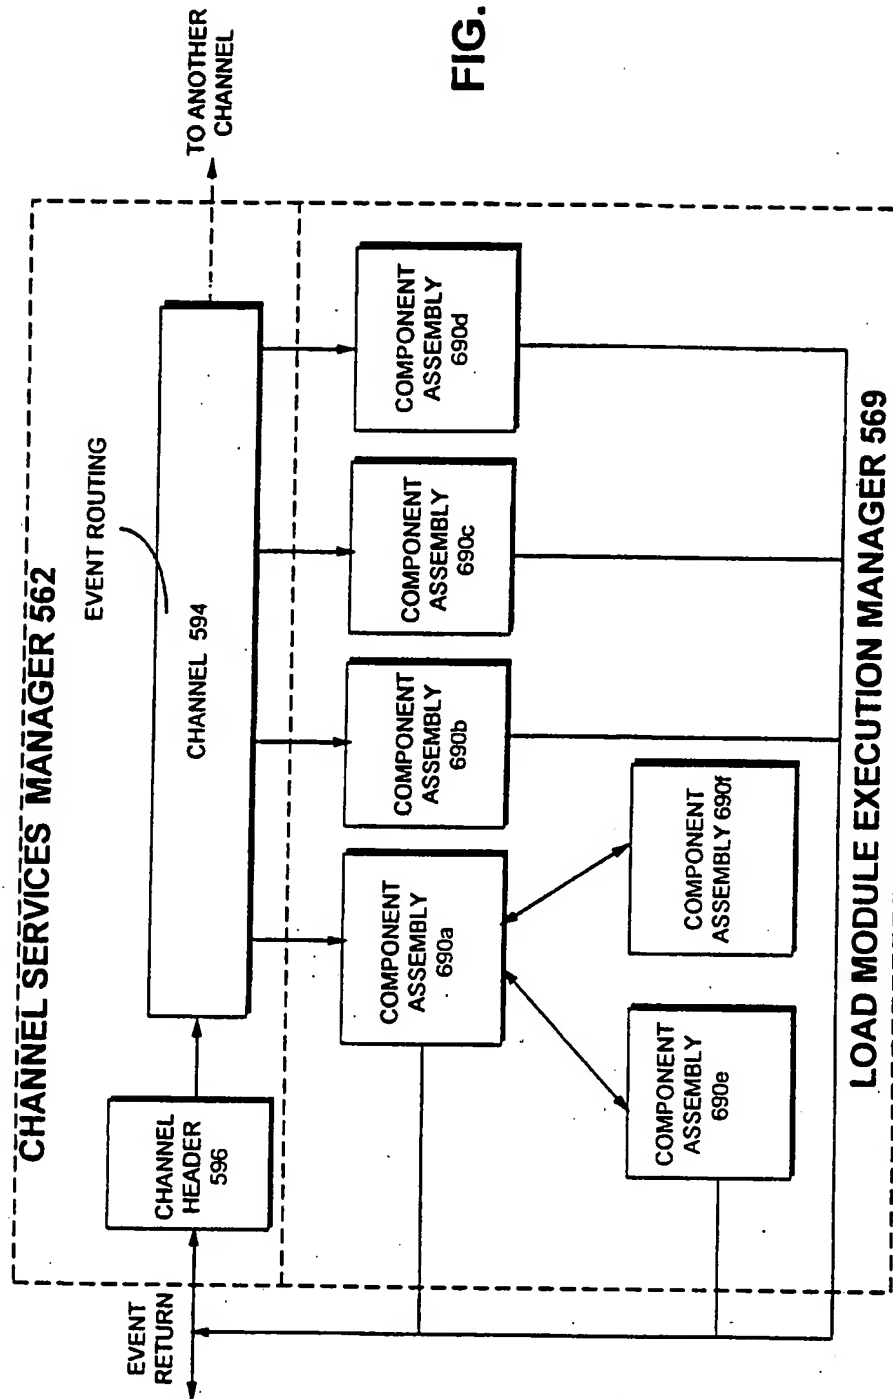 CHANNEL SERVICES MANAGER 562
EVENT
RETURN
CHANNEL
HEADER
596
EVENT ROUTING
CHANNEL 594
TO ANOTHER
CHANNEL
COMPONENT
ASSEMBLY
690a
COMPONENT
ASSEMBLY
690b
COMPONENT
ASSEMBLY
690c
COMPONENT
ASSEMBLY
690d
COMPONENT
ASSEMBLY
690e
COMPONENT
ASSEMBLY 690f
LOAD MODULE EXECUTION MANAGER 569
FIG.